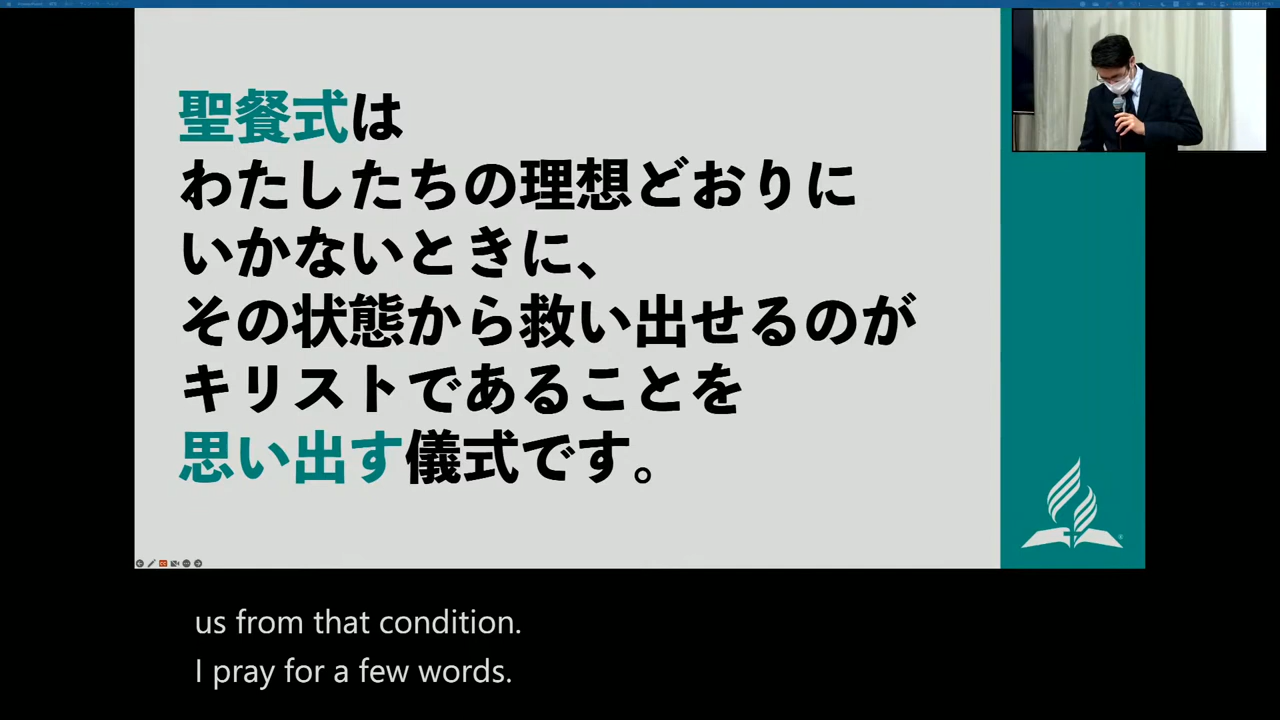 聖餐式は
わたしたちの理想どおりに
いかないときに、
その状態から救い出せるのが
キリストであることを
思い出す儀式です。
us from that condition.
I pray for a few words.